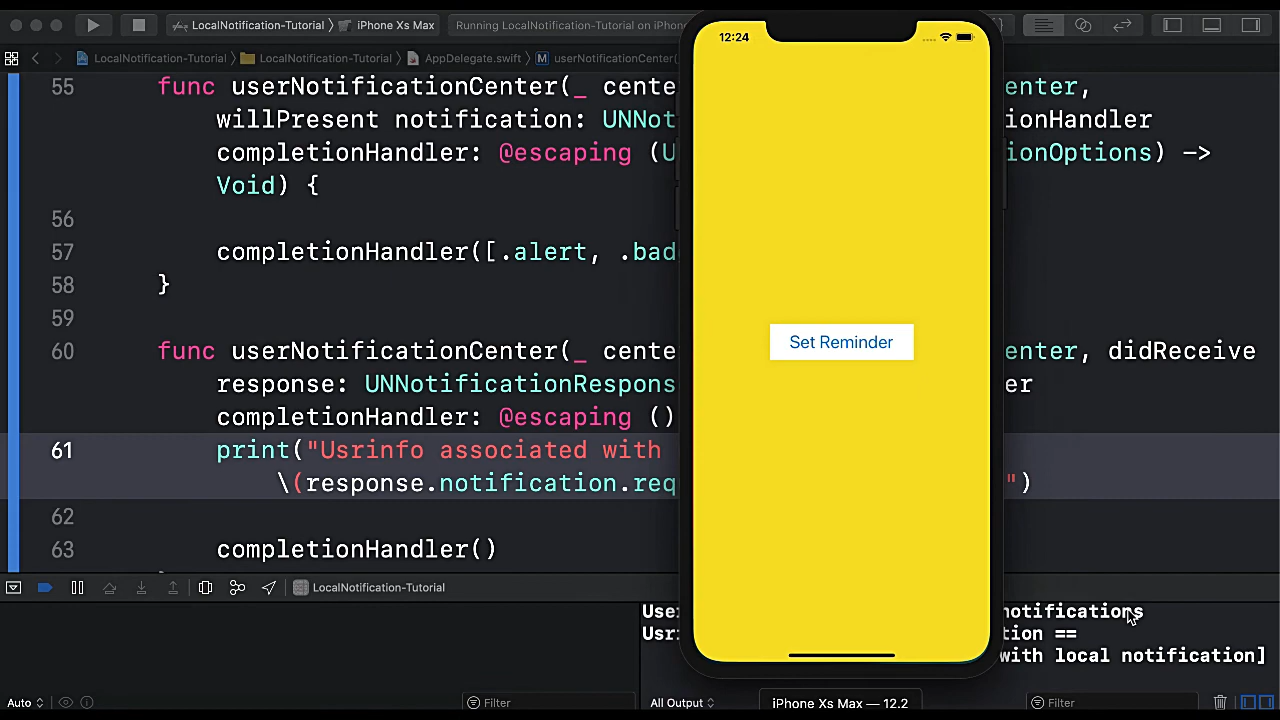 LocalNotification-Tutorial
iPhone Xs Max
Running LocalNotification-Tutorial on iPhone
12:24
LocalNotification-Tutorial
LocalNotification-Tutorial
AppDelegate.swift
M
userNotificationCenter(
55 func userNotificationCenter(_ cente enter,
willPresent notification: UNNot ionHandler
completionHandler: @escaping (U ionOptions) ->
Void) {
56
57 completionHandler([.alert, .bad
58 }
59
60 func userNotificationCenter(_ cente enter, didReceive
response: UNNotificationRespons er
completionHandler: @escaping ()
61 print("Usrinfo associated with
\(response.notification.req ")
62
63 completionHandler()
Set Reminder
LocalNotification-Tutorial
Use notifications
Usri tion ==
with local notification]
Auto
Filter
All Output
iPhone Xs Max — 12.2
Filter